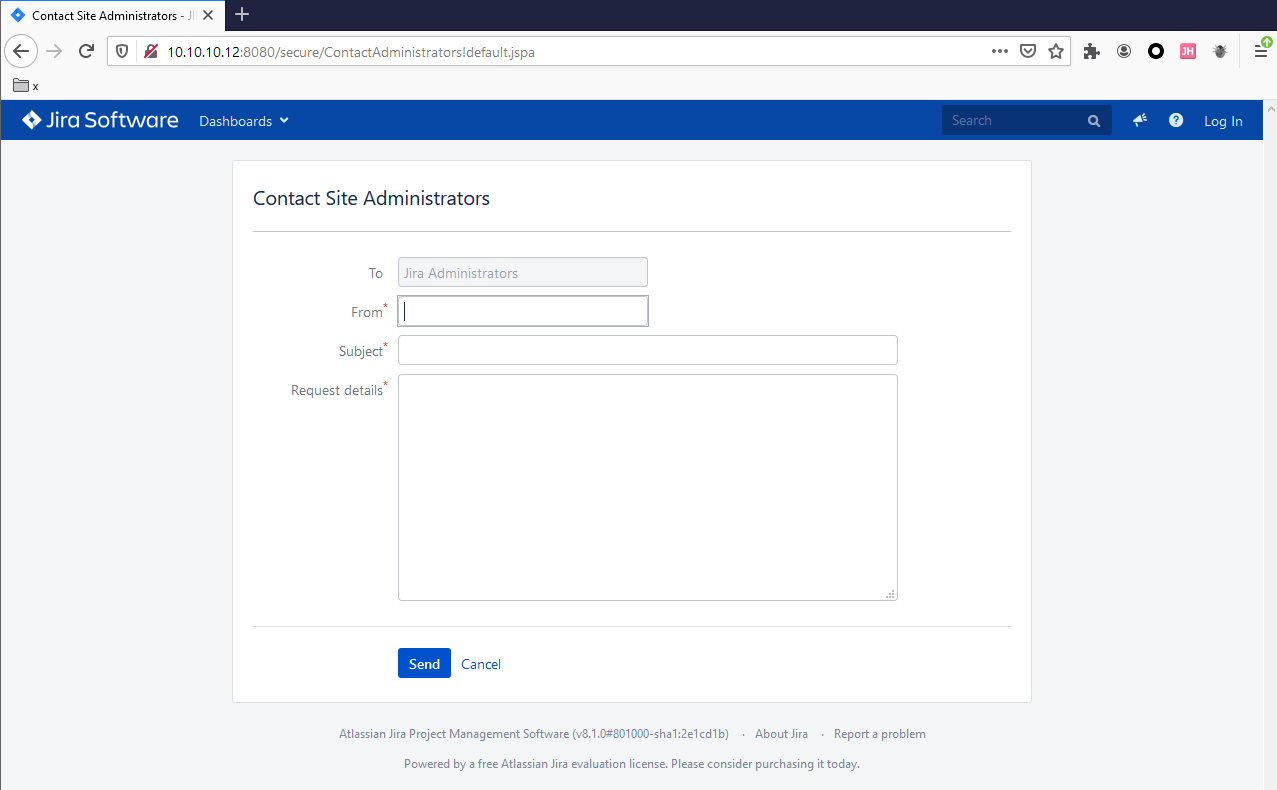 Contact Site Administrators - JI
10.10.10.12:8080/secure/ContactAdministrators!default.jspa
JH
x
Jira Software Dashboards Search Log In
Contact Site Administrators
To Jira Administrators
From*
Subject*
Request details*
Send Cancel
Atlassian Jira Project Management Software (v8.1.0#801000-sha1:2e1cd1b) · About Jira · Report a problem
Powered by a free Atlassian Jira evaluation license. Please consider purchasing it today.